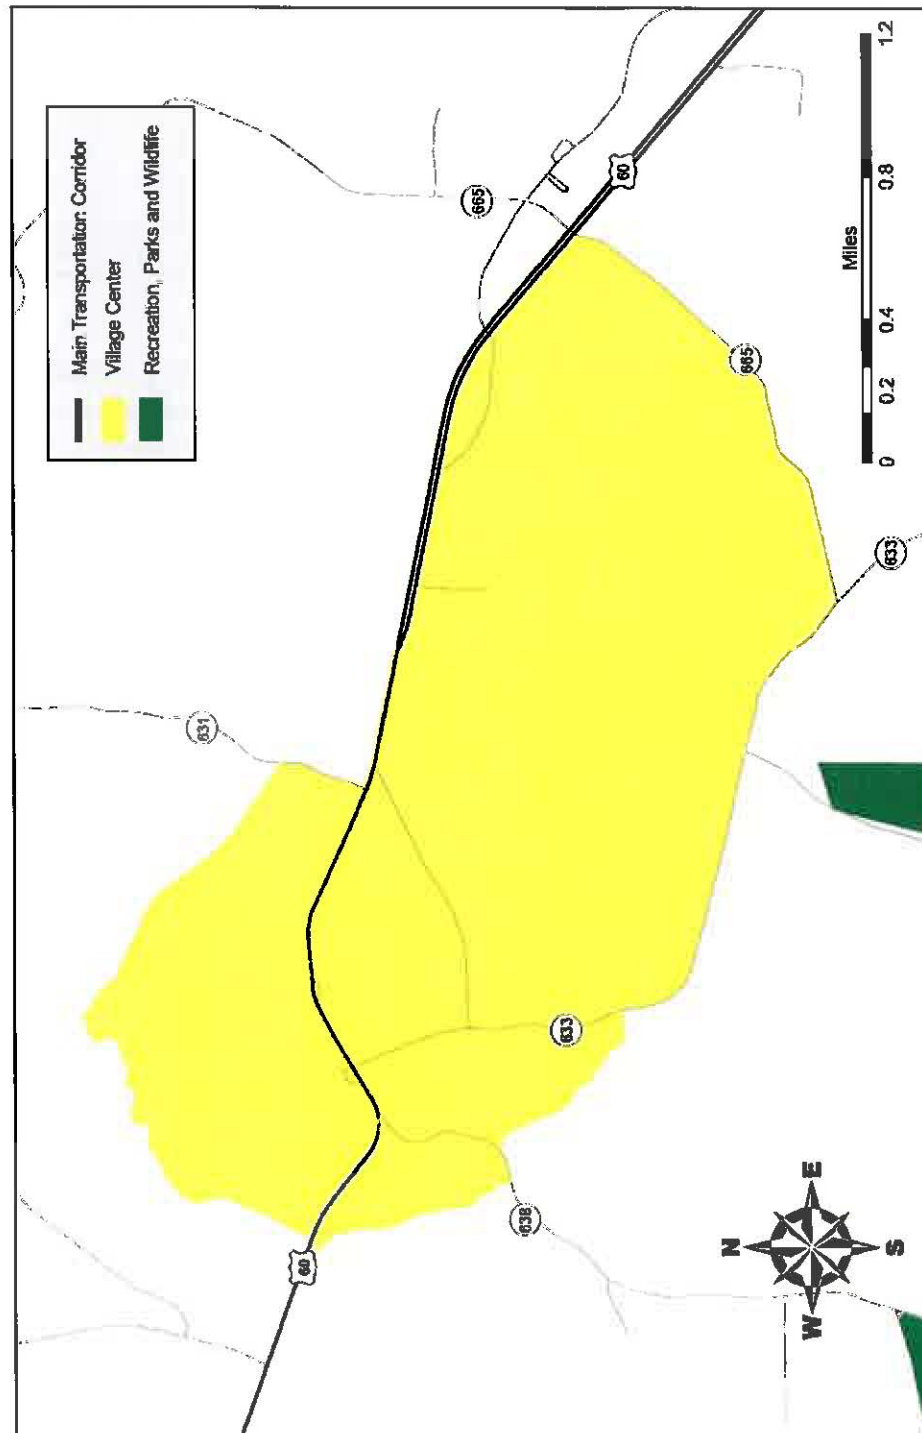 Main Transportation Corridor
Village Center
Recreation, Parks and Wildlife
631
60
665
638
633
60
N
665
W E
Miles
0 0.2 0.4 0.8 1.2
633
S